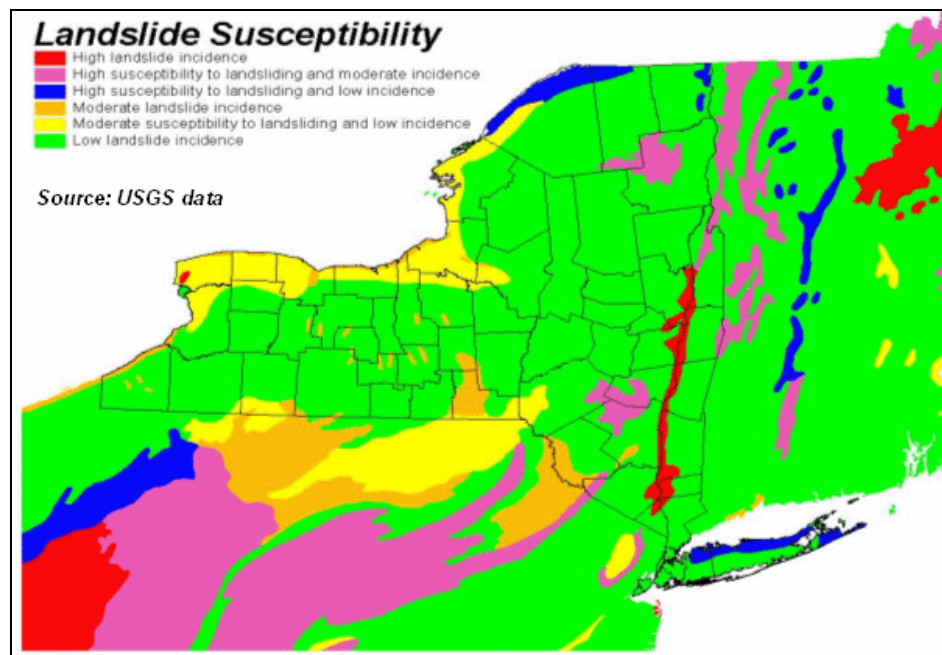 Landslide Susceptibility
High landslide incidence
High susceptibility to landsliding and moderate incidence
High susceptibility to landsliding and low incidence
Moderate landslide incidence
Moderate susceptibility to landsliding and low incidence
Low landslide incidence
Source: USGS data